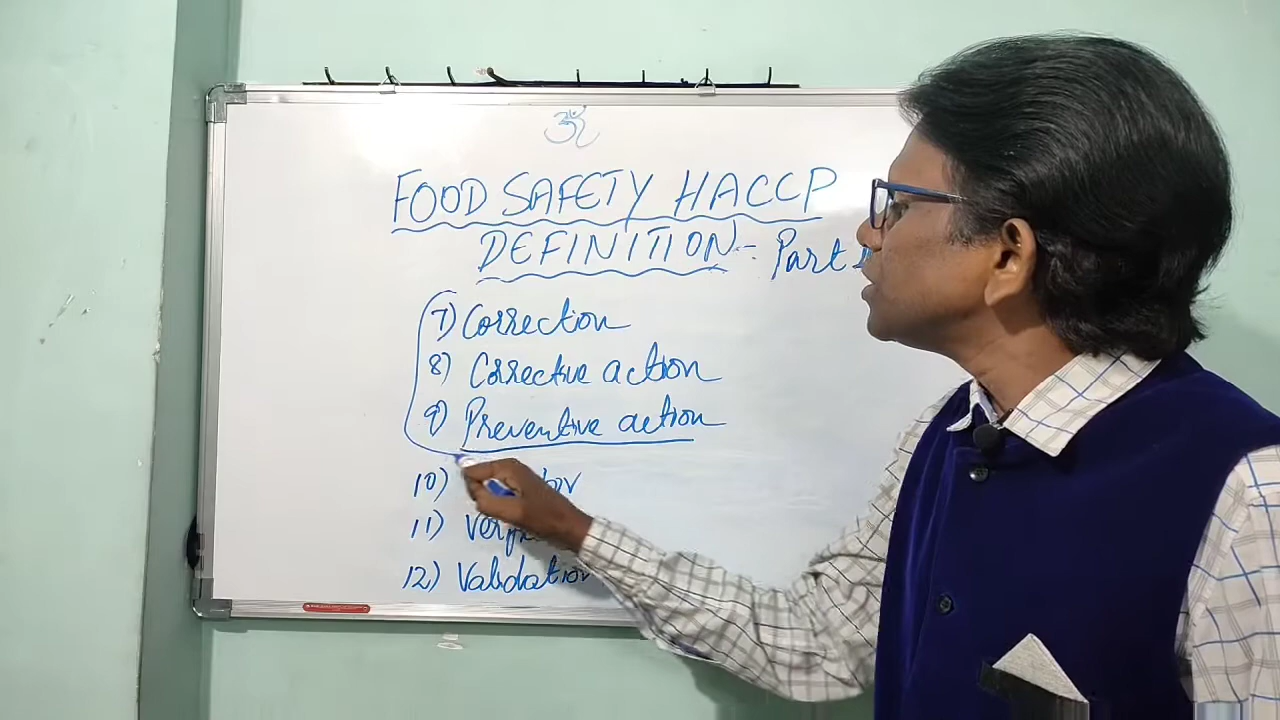 ॐ
FOOD SAFETY HACCP
DEFINITION :- Part
7) Correction
8) Corrective action
9) Preventive action
10)
11)
12) Validation